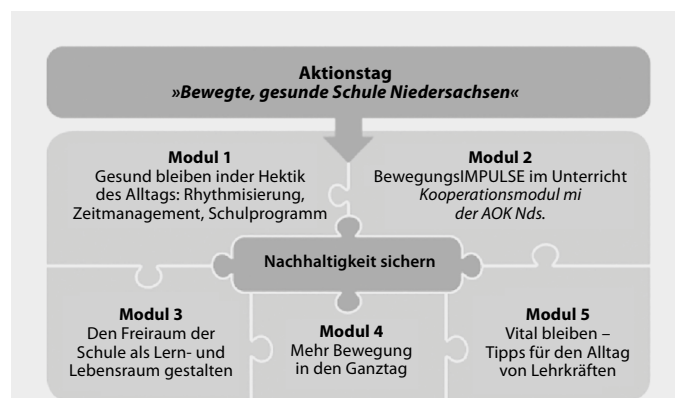 Aktionstag
»Bewegte, gesunde Schule Niedersachsen«
Modul 1
Gesund bleiben inder Hektik
des Alltags: Rhythmisierung,
Zeitmanagement, Schulprogramm
Modul 2
BewegungsIMPULSE im Unterricht
Kooperationsmodul mi
der AOK Nds.
Nachhaltigkeit sichern
Modul 3
Den Freiraum der
Schule als Lern- und
Lebensraum gestalten
Modul 4
Mehr Bewegung
in den Ganztag
Modul 5
Vital bleiben –
Tipps für den Alltag
von Lehrkräften